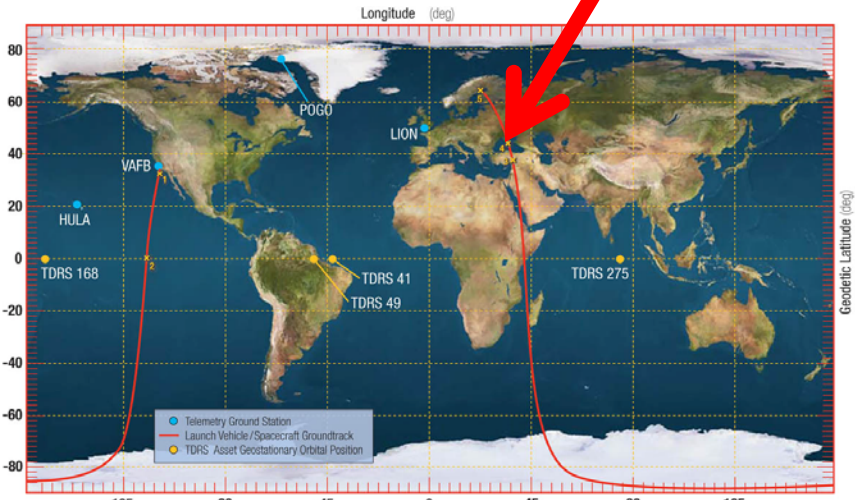 Longitude (deg)
80
60
40
20
0
-20
-40
-60
-80
POGO
LION
VAFB
HULA
TDRS 168
TDRS 41
TDRS 49
TDRS 275
1
2
4
5
Telemetry Ground Station
Launch Vehicle/Spacecraft Groundtrack
TDRS Asset Geostationary Orbital Position
Geodetic Latitude (deg)